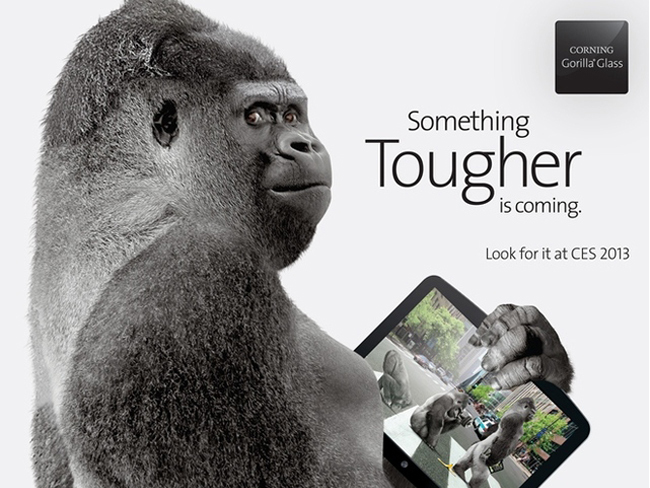 CORNING
Gorilla® Glass
Something
Tougher
is coming.
Look for it at CES 2013